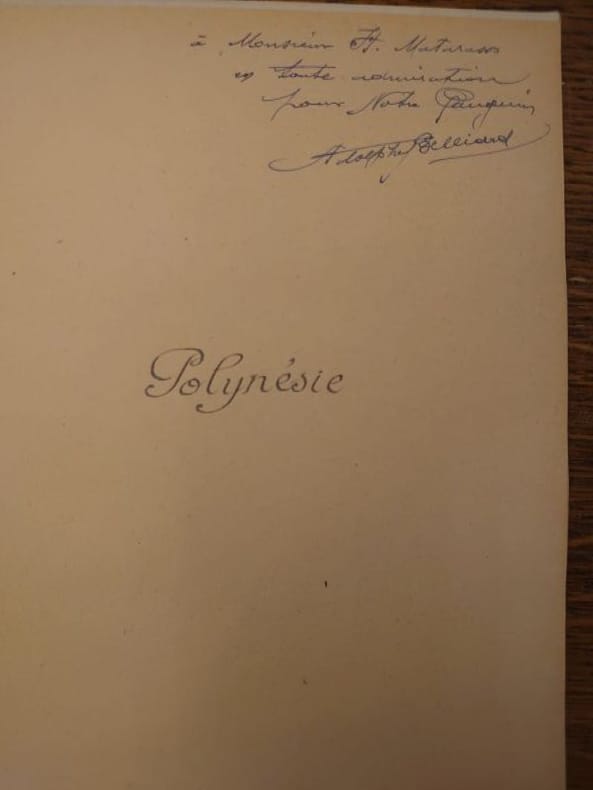 à Monsieur H. Matarasso
en toute admiration
pour Notre Gauguin
Adolphe Belliard
Polynésie